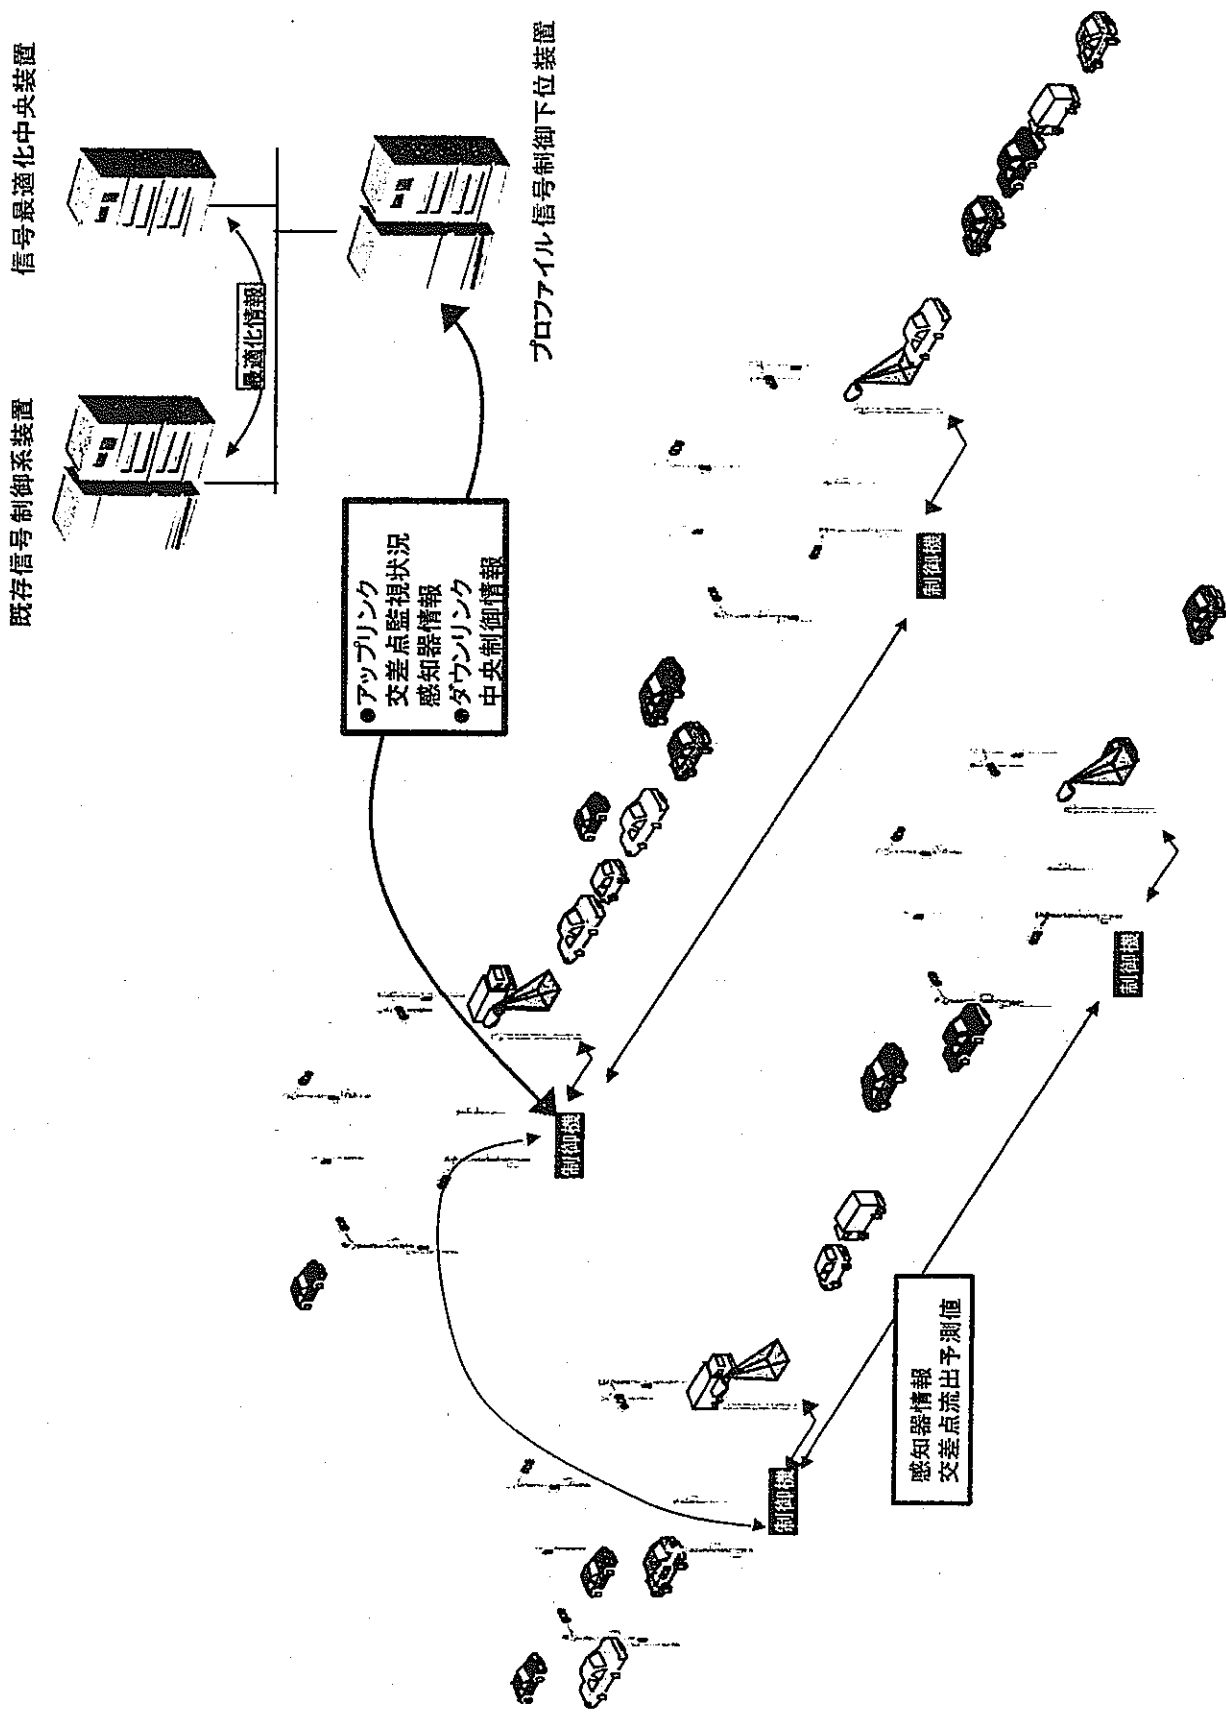 既存信号制御系装置
信号最適化中央装置
最適化情報
プロファイル信号制御下位装置
●アップリンク
交差点監視状況
感知器情報
●ダウンリンク
中央制御情報
制御機
制御機
制御機
制御機
感知器情報
交差点流出予測値